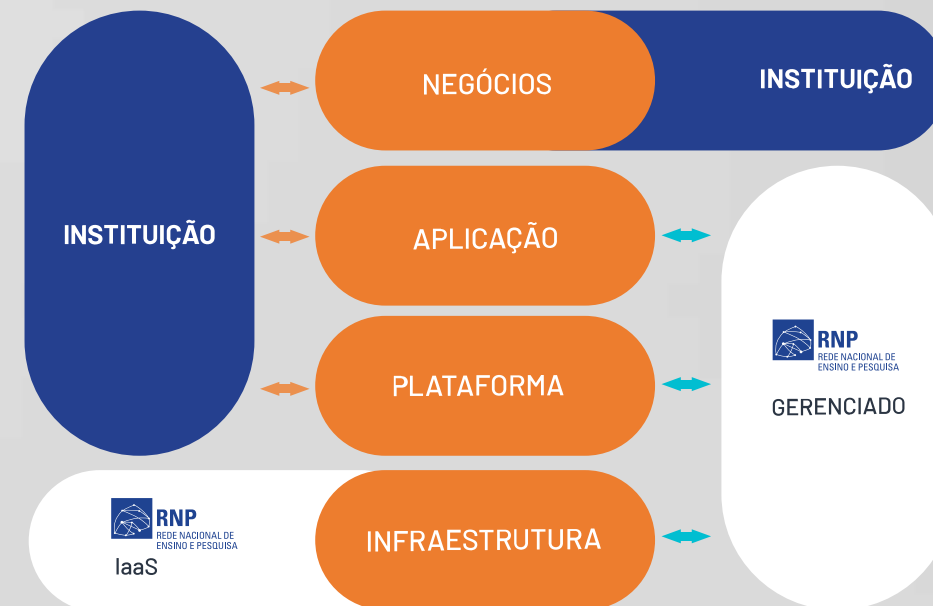 NEGÓCIOS
INSTITUIÇÃO
INSTITUIÇÃO
APLICAÇÃO
PLATAFORMA
RNP
REDE NACIONAL DE
ENSINO E PESQUISA
GERENCIADO
RNP
REDE NACIONAL DE
ENSINO E PESQUISA
IaaS
INFRAESTRUTURA